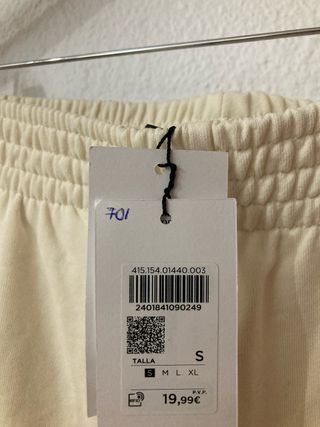 701
415.154.01440.003
2401841090249
TALLA S
S M L XL
P.V.P.
19,99€